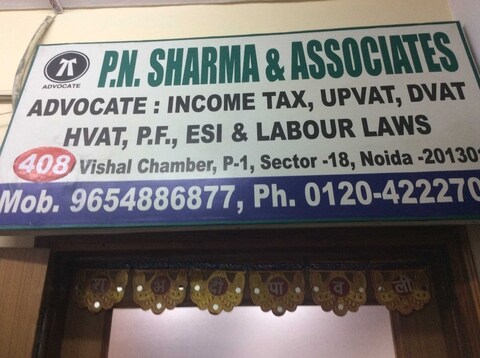 ADVOCATE
P.N. SHARMA & ASSOCIATES
ADVOCATE : INCOME TAX, UPVAT, DVAT
HVAT, P.F., ESI & LABOUR LAWS
408 Vishal Chamber, P-1, Sector -18, Noida -201301
Mob. 9654886877, Ph. 0120-422270
शु भ दी पा व ली